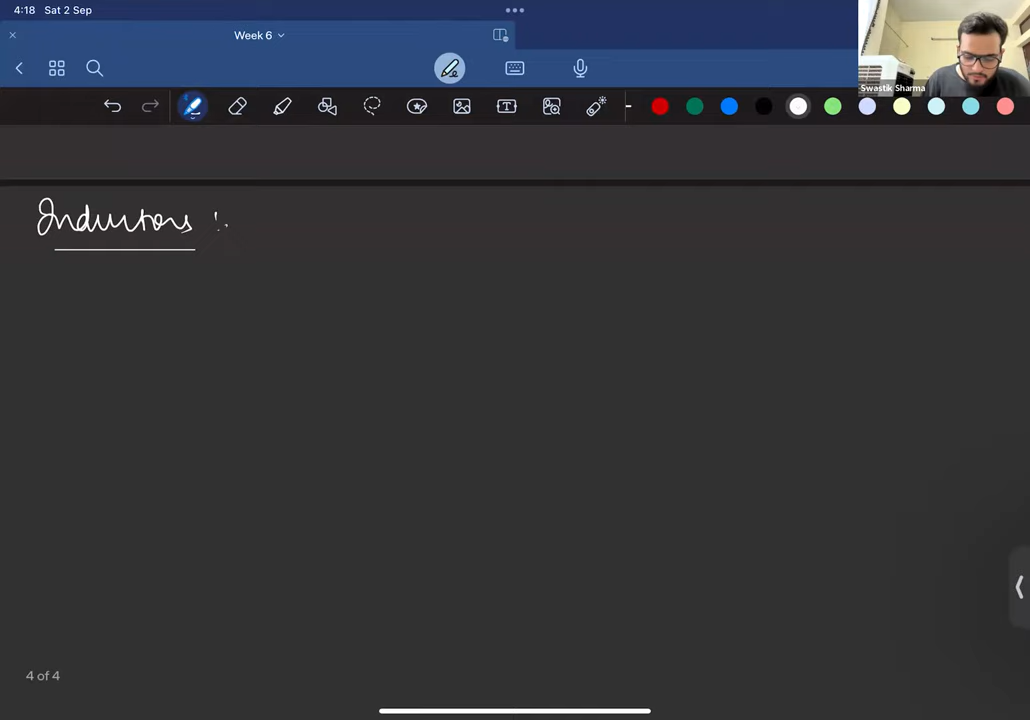 4:18 Sat 2 Sep
Week 6
Swastik Sharma
Inductors :
4 of 4